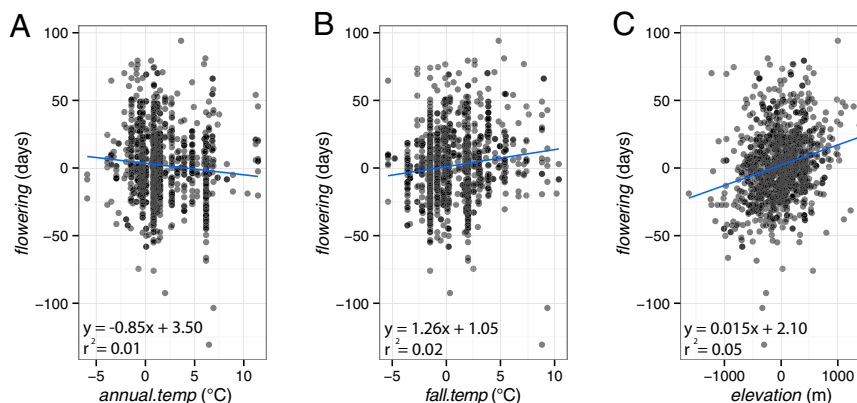 A
flowering (days)
100
50
0
−50
−100
y = -0.85x + 3.50
r² = 0.01
−5 0 5 10
annual.temp (°C)
B
flowering (days)
100
50
0
−50
−100
y = 1.26x + 1.05
r² = 0.02
−5 0 5 10
fall.temp (°C)
C
flowering (days)
100
50
0
−50
−100
y = 0.015x + 2.10
r² = 0.05
−1000 0 1000
elevation (m)